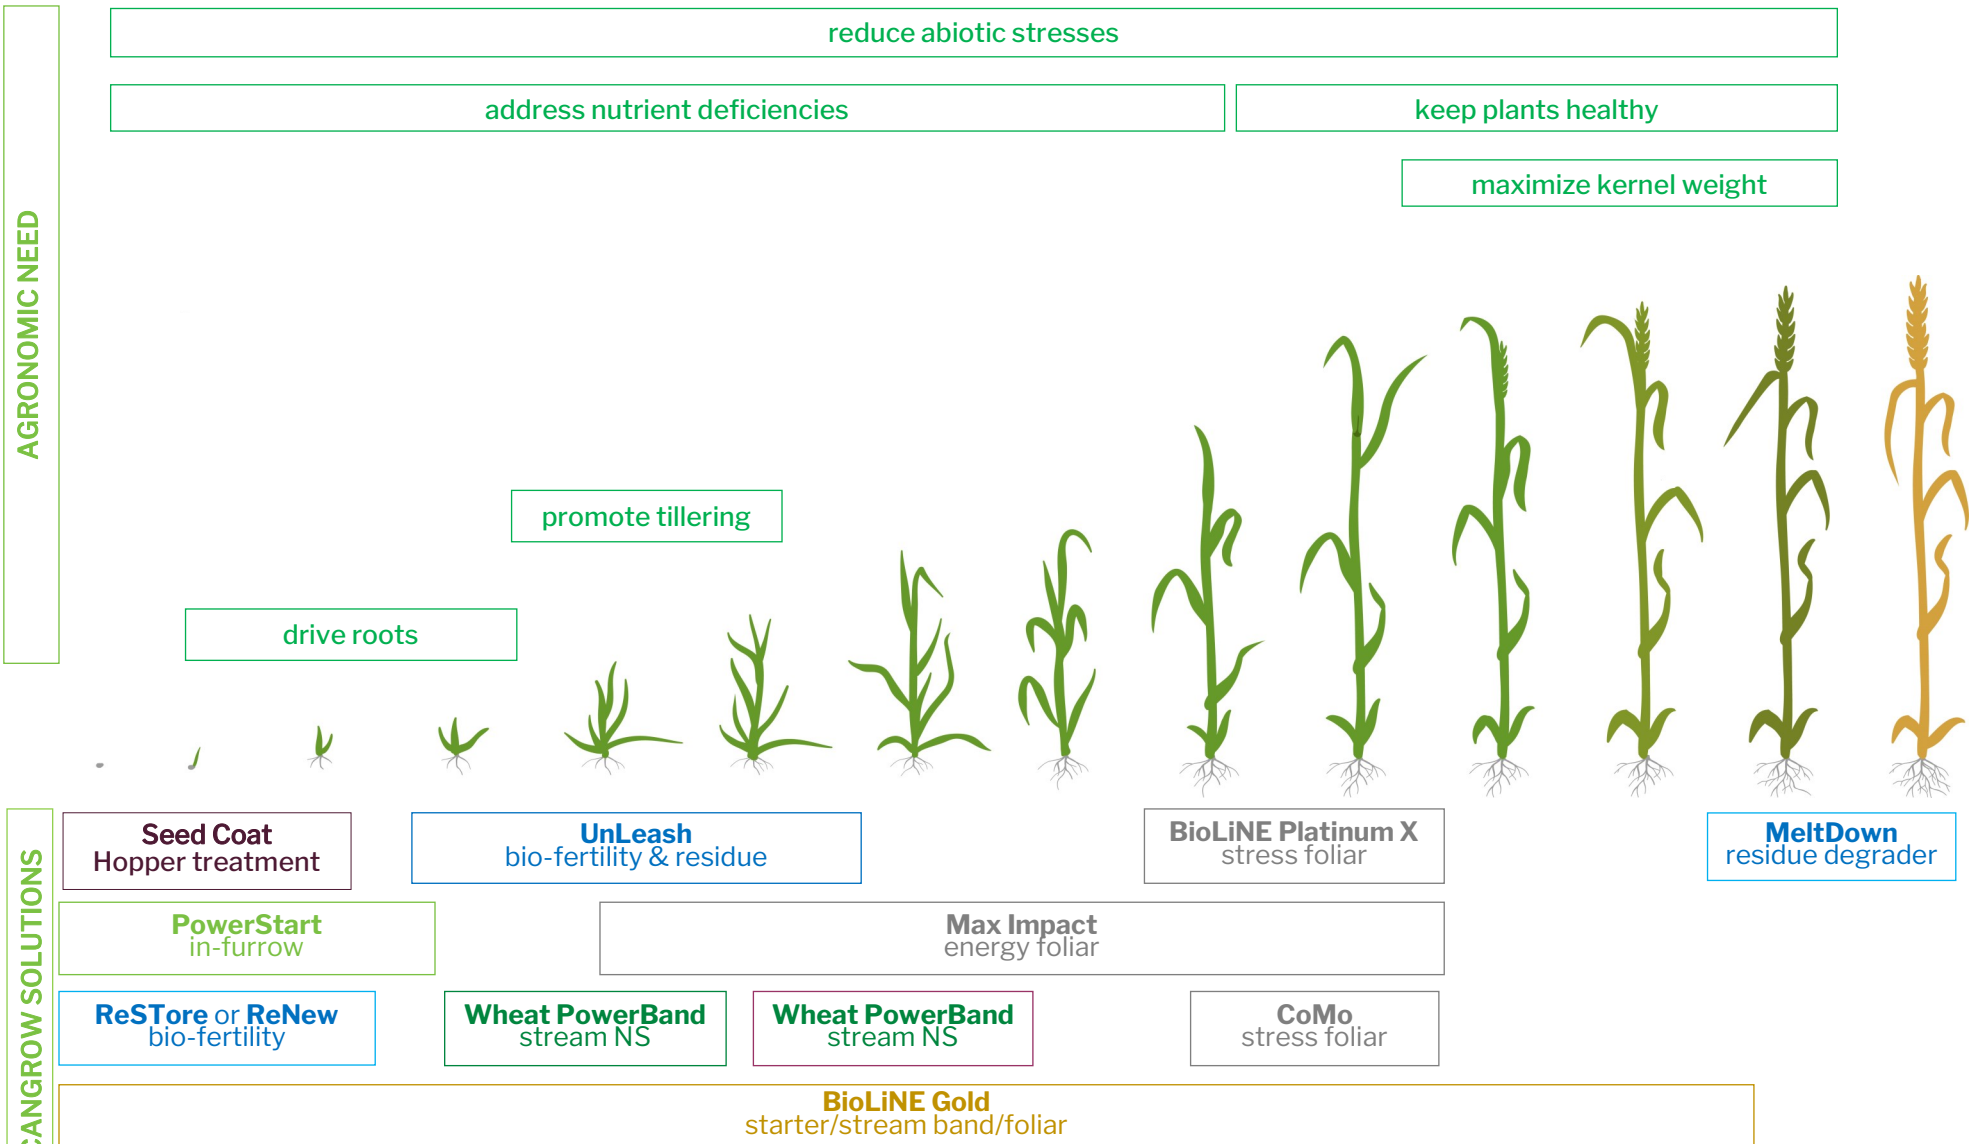 reduce abiotic stresses
address nutrient deficiencies
keep plants healthy
maximize kernel weight
AGRONOMIC NEED
promote tillering
drive roots
Seed Coat
Hopper treatment
UnLeash
bio-fertility & residue
BioLiNE Platinum X
stress foliar
MeltDown
residue degrader
PowerStart
in-furrow
Max Impact
energy foliar
CANGROW SOLUTIONS
ReSTore or ReNew
bio-fertility
Wheat PowerBand
stream NS
Wheat PowerBand
stream NS
CoMo
stress foliar
BioLiNE Gold
starter/stream band/foliar